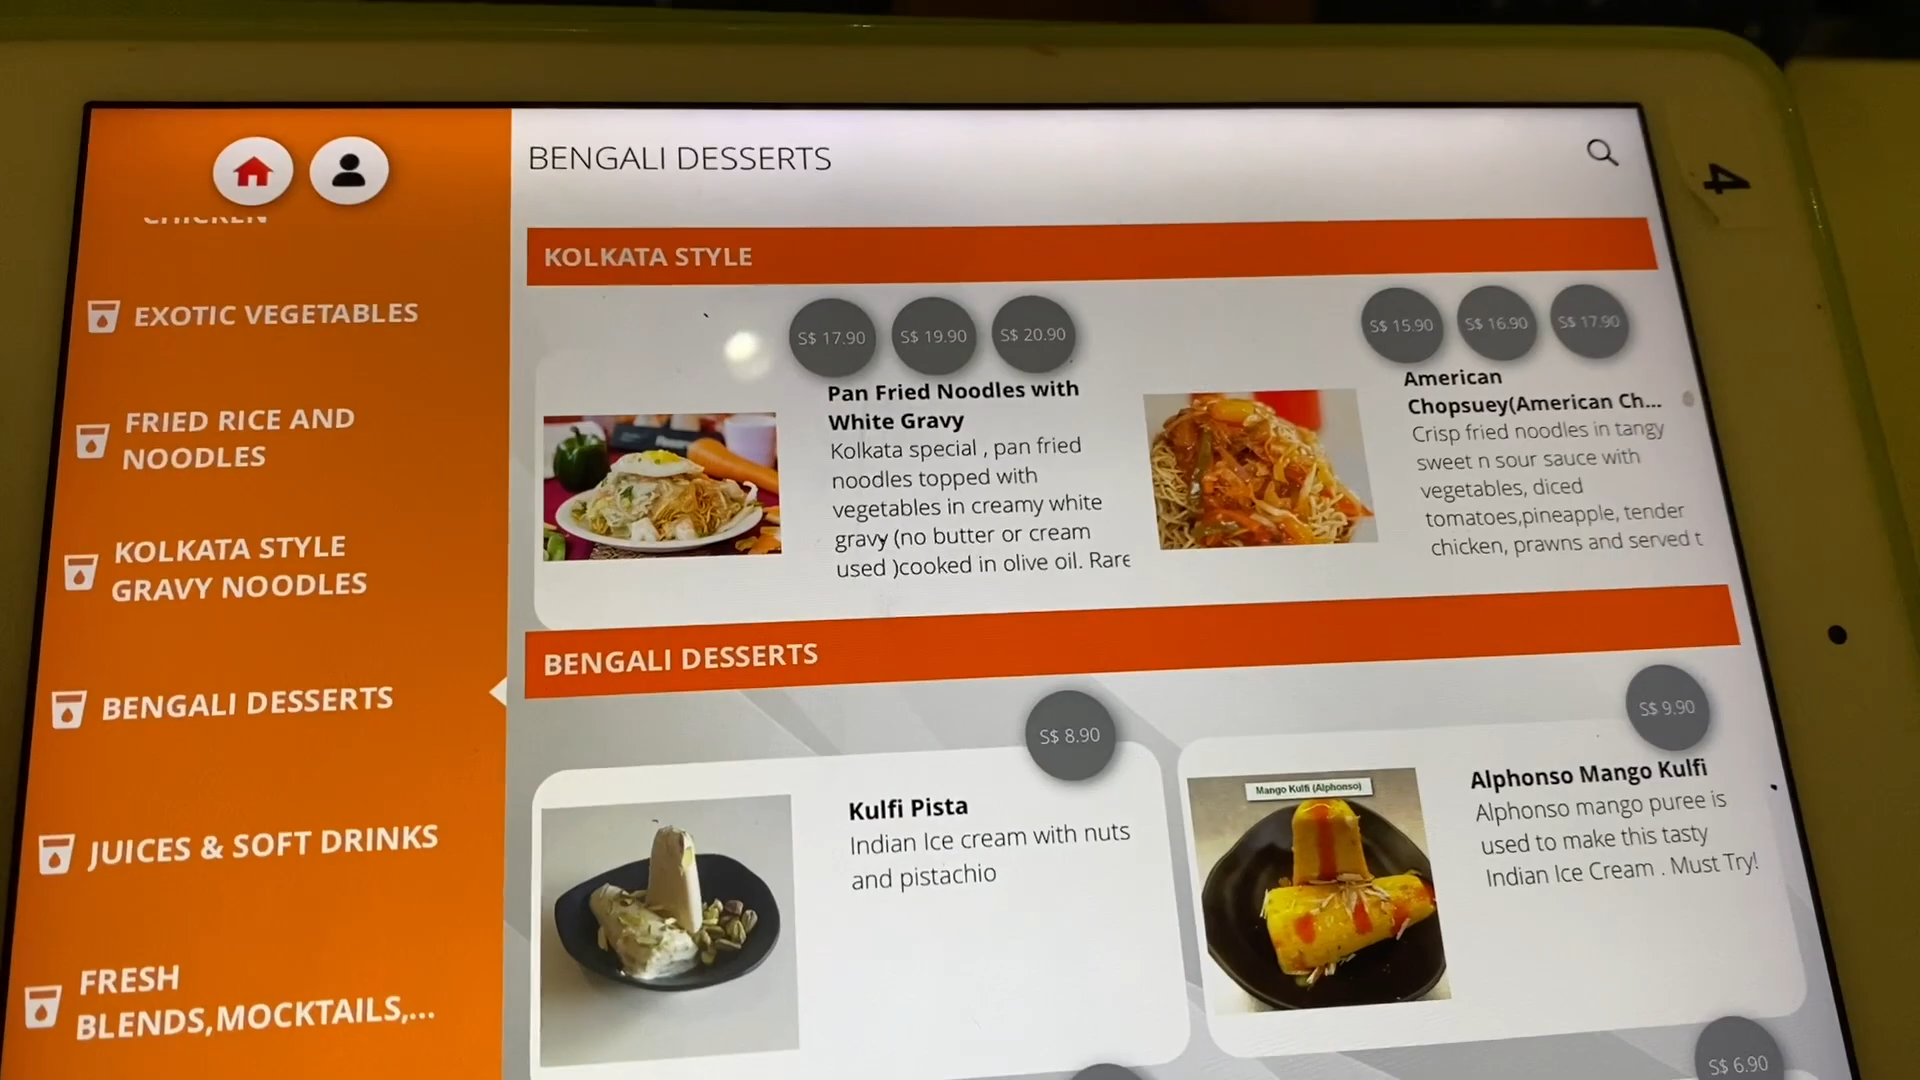 CHICKEN
EXOTIC VEGETABLES
FRIED RICE AND
NOODLES
KOLKATA STYLE
GRAVY NOODLES
BENGALI DESSERTS
JUICES & SOFT DRINKS
FRESH
BLENDS,MOCKTAILS,...
BENGALI DESSERTS
4
KOLKATA STYLE
S$ 17.90
S$ 19.90
S$ 20.90
Pan Fried Noodles with
White Gravy
Kolkata special , pan fried
noodles topped with
vegetables in creamy white
gravy (no butter or cream
used )cooked in olive oil. Rare
S$ 15.90
S$ 16.90
S$ 17.90
American
Chopsuey(American Ch...
Crisp fried noodles in tangy
sweet n sour sauce with
vegetables, diced
tomatoes,pineapple, tender
chicken, prawns and served t
BENGALI DESSERTS
S$ 8.90
Kulfi Pista
Indian Ice cream with nuts
and pistachio
S$ 9.90
Mango Kulfi (Alphonso)
Alphonso Mango Kulfi
Alphonso mango puree is
used to make this tasty
Indian Ice Cream . Must Try!
S$ 6.90